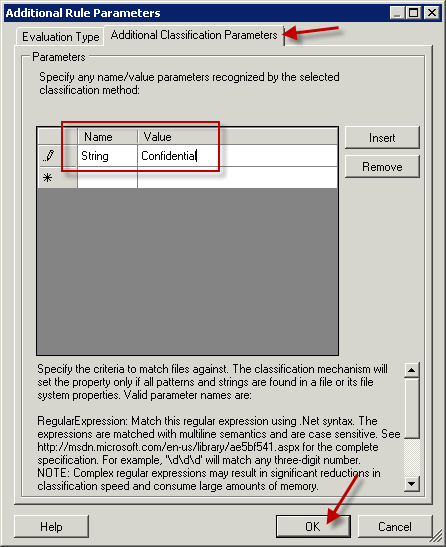 Additional Rule Parameters
Evaluation Type Additional Classification Parameters
Parameters
Specify any name/value parameters recognized by the selected
classification method:
Name Value
String Confidential
Insert
Remove
Specify the criteria to match files against. The classification mechanism will
set the property only if all patterns and strings are found in a file or its file
system properties. Valid parameter names are:
RegularExpression: Match this regular expression using .Net syntax. The
expressions are matched with multiline semantics and are case sensitive. See
http://msdn.microsoft.com/en-us/library/ae5bf541.aspx for the complete
specification. For example, '\d\d\d' will match any three-digit number.
NOTE: Complex regular expressions may result in significant reductions in
classification speed and consume large amounts of memory.
Help OK Cancel